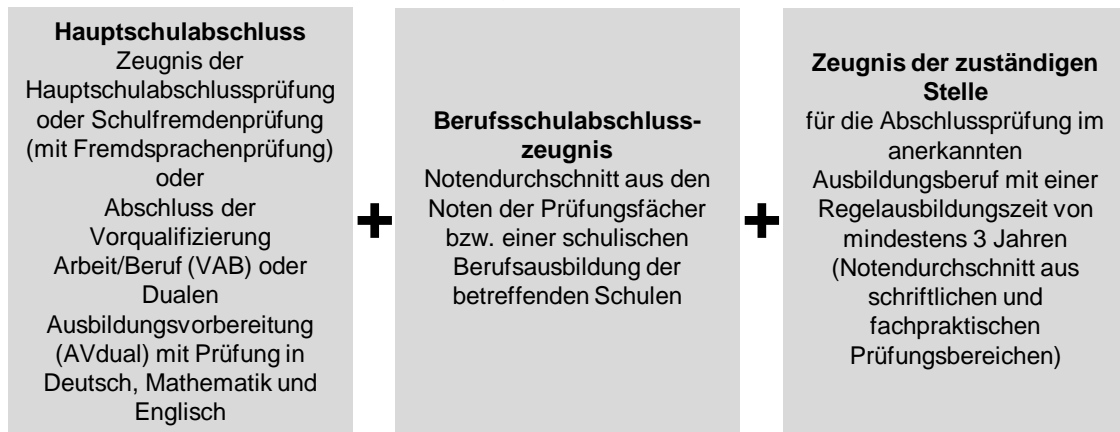 Hauptschulabschluss
Zeugnis der
Hauptschulabschlussprüfung
oder Schulfremdenprüfung
(mit Fremdsprachenprüfung)
oder
Abschluss der
Vorqualifizierung
Arbeit/Beruf (VAB) oder
Dualen
Ausbildungsvorbereitung
(AVdual) mit Prüfung in
Deutsch, Mathematik und
Englisch
+
Berufsschulabschluss-
zeugnis
Notendurchschnitt aus den
Noten der Prüfungsfächer
bzw. einer schulischen
Berufsausbildung der
betreffenden Schulen
+
Zeugnis der zuständigen
Stelle
für die Abschlussprüfung im
anerkannten
Ausbildungsberuf mit einer
Regelausbildungszeit von
mindestens 3 Jahren
(Notendurchschnitt aus
schriftlichen und
fachpraktischen
Prüfungsbereichen)